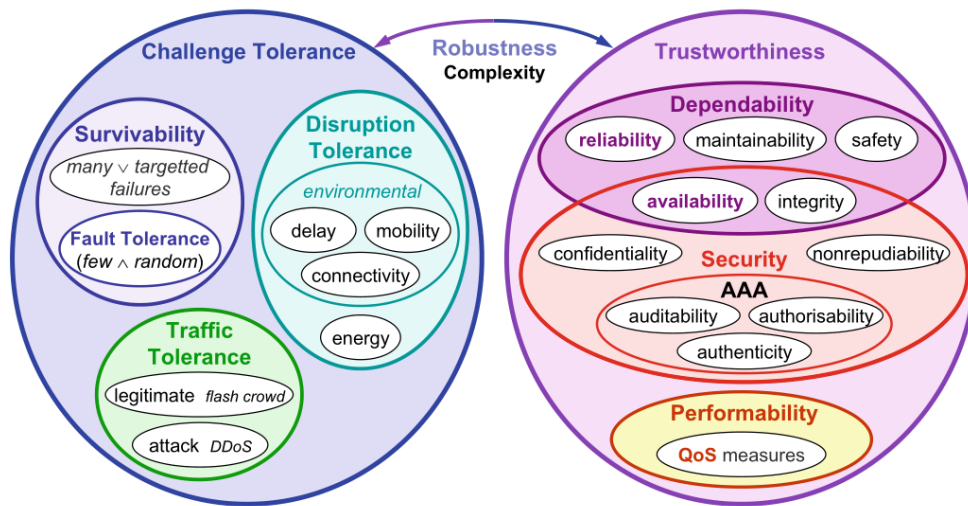 Challenge Tolerance
Robustness
Complexity
Trustworthiness
Survivability
many ∨ targetted
failures
Fault Tolerance
(few ∧ random)
Disruption
Tolerance
environmental
delay
mobility
connectivity
energy
Traffic
Tolerance
legitimate flash crowd
attack DDoS
Dependability
reliability
maintainability
safety
availability
integrity
confidentiality
Security
nonrepudiability
AAA
auditability
authorisability
authenticity
Performability
QoS measures